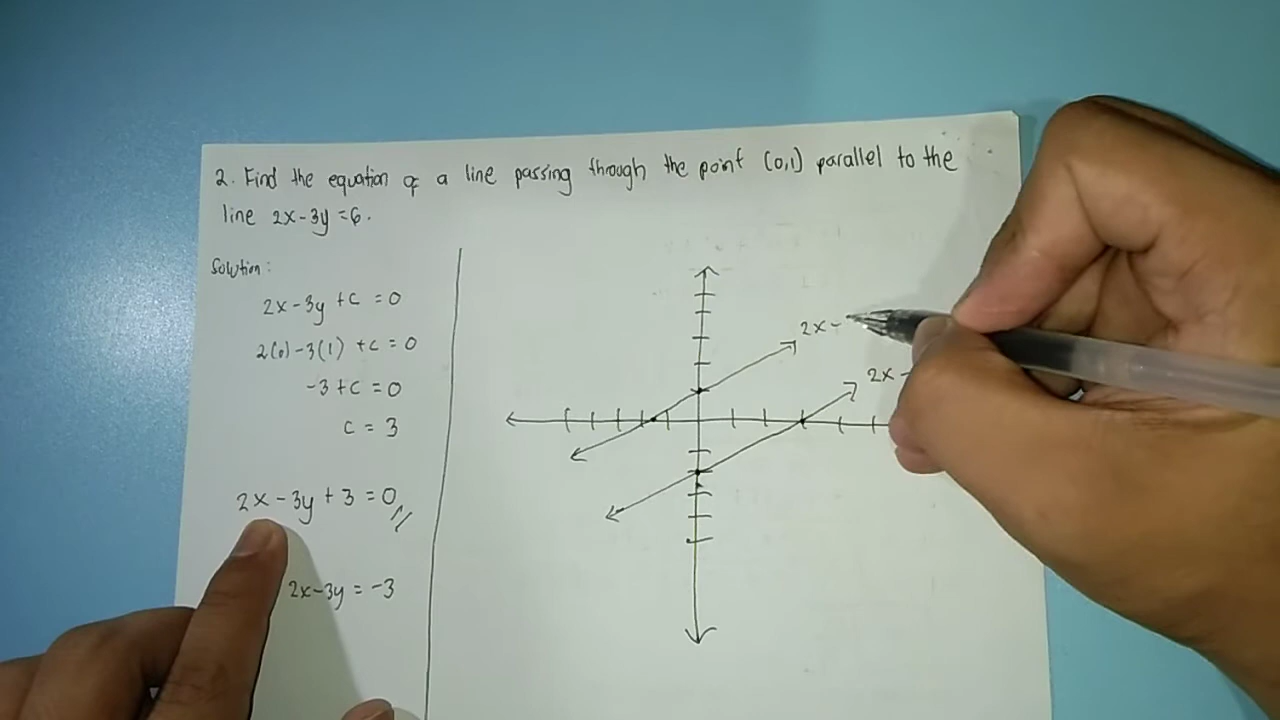 2. Find the equation of a line passing through the point (0,1) parallel to the
line 2x-3y = 6.
Solution:
2x-3y +c = 0
2(0)-3(1) +c = 0
-3+c = 0
c = 3
2x-3y + 3 = 0
2x-3y = -3
2x-
2x-